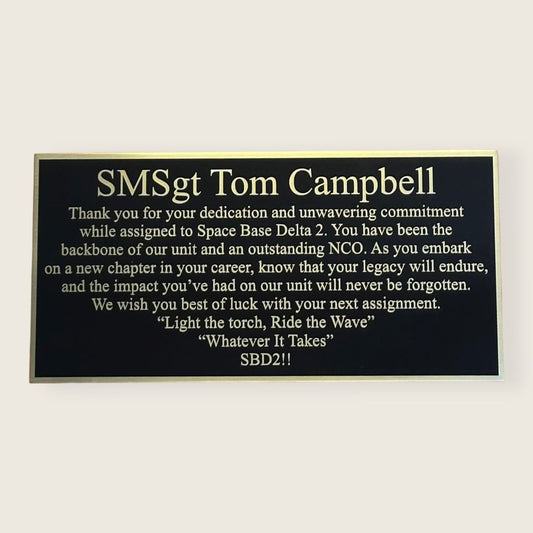 SMSgt Tom Campbell
Thank you for your dedication and unwavering commitment
while assigned to Space Base Delta 2. You have been the
backbone of our unit and an outstanding NCO. As you embark
on a new chapter in your career, know that your legacy will endure,
and the impact you’ve had on our unit will never be forgotten.
We wish you best of luck with your next assignment.
“Light the torch, Ride the Wave”
“Whatever It Takes”
SBD2!!